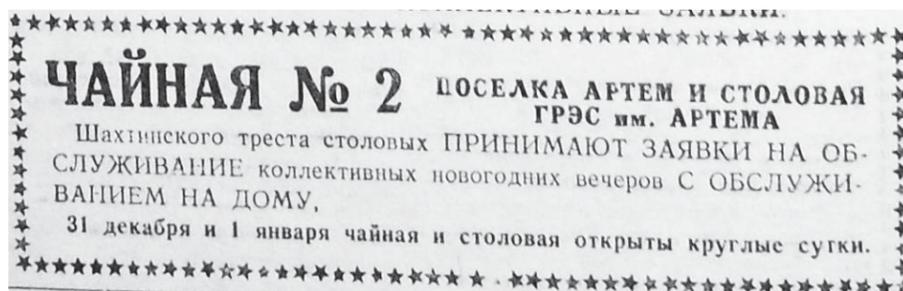 ЧАЙНАЯ № 2 ПОСЕЛКА АРТЕМ И СТОЛОВАЯ
ГРЭС им. АРТЕМА
Шахтинского треста столовых ПРИНИМАЮТ ЗАЯВКИ НА ОБ-
СЛУЖИВАНИЕ коллективных новогодних вечеров С ОБСЛУЖИ-
ВАНИЕМ НА ДОМУ,
31 декабря и 1 января чайная и столовая открыты круглые сутки.